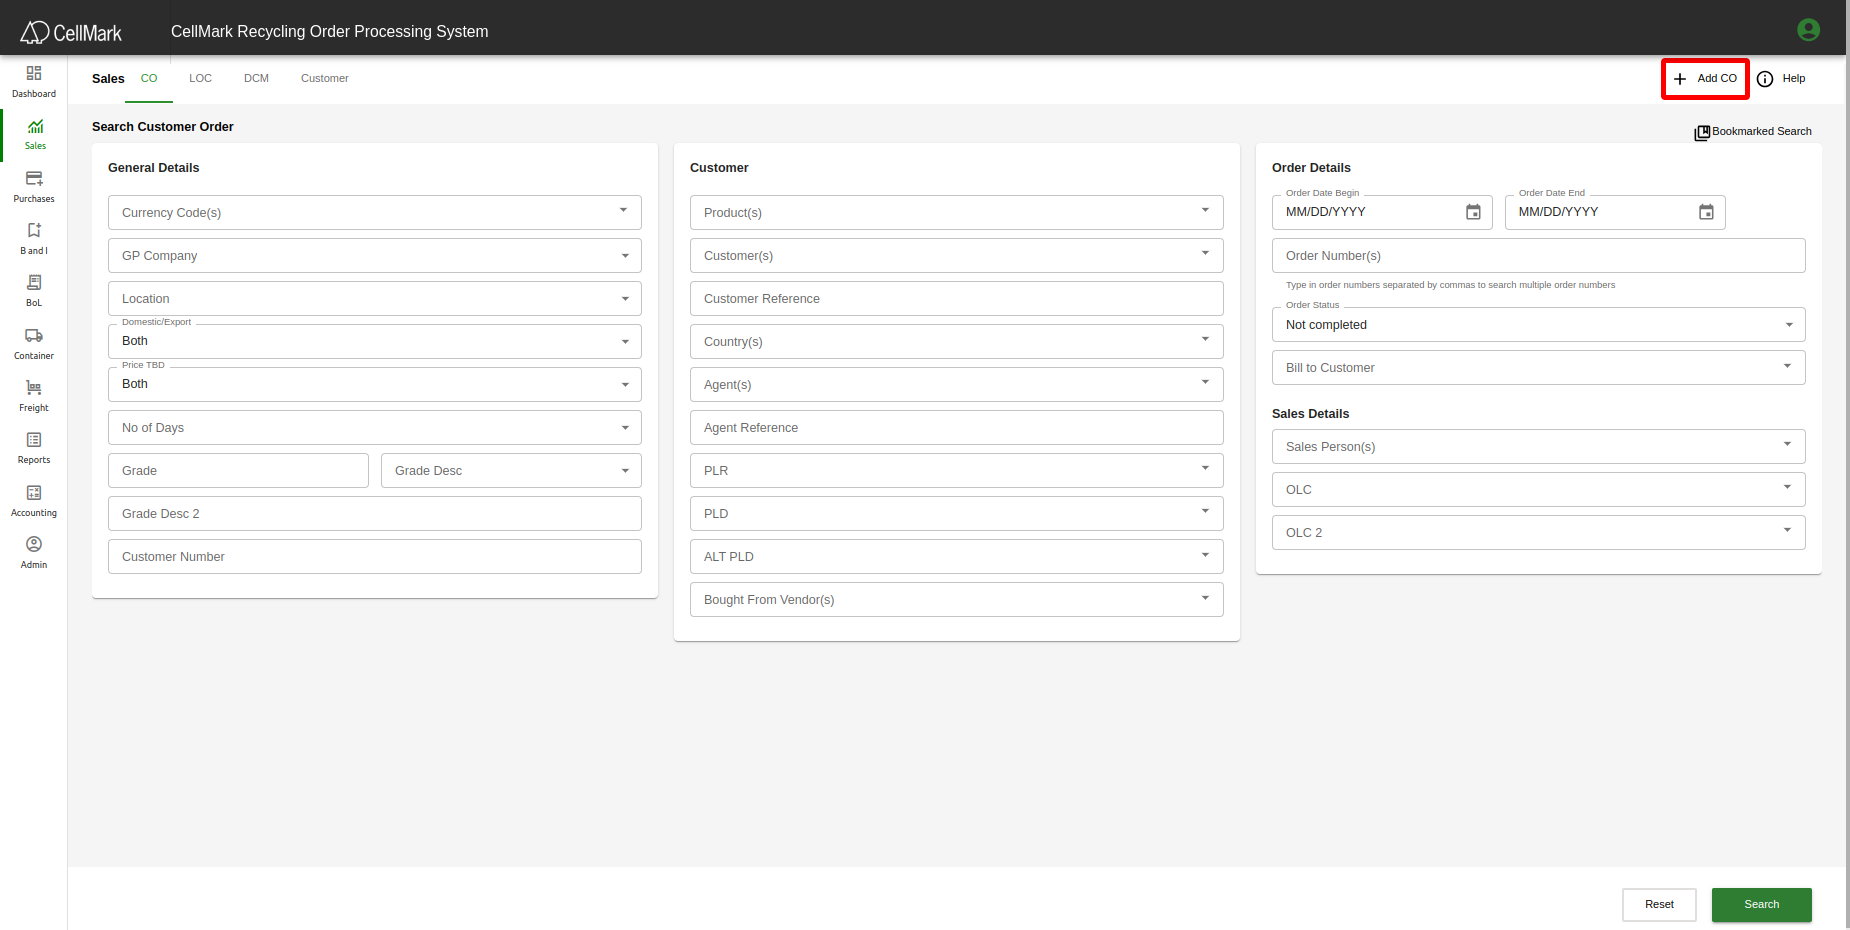 CellMark
CellMark Recycling Order Processing System
Dashboard
Sales
Purchases
B and I
BoL
Container
Freight
Reports
Accounting
Admin
Sales CO LOC DCM Customer
Add CO Help
Search Customer Order
Bookmarked Search
General Details
Currency Code(s)
GP Company
Location
Domestic/Export
Both
Price TBD
Both
No of Days
Grade Grade Desc
Grade Desc 2
Customer Number
Customer
Product(s)
Customer(s)
Customer Reference
Country(s)
Agent(s)
Agent Reference
PLR
PLD
ALT PLD
Bought From Vendor(s)
Order Details
Order Date Begin Order Date End
MM/DD/YYYY MM/DD/YYYY
Order Number(s)
Type in order numbers separated by commas to search multiple order numbers
Order Status
Not completed
Bill to Customer
Sales Details
Sales Person(s)
OLC
OLC 2
Reset Search